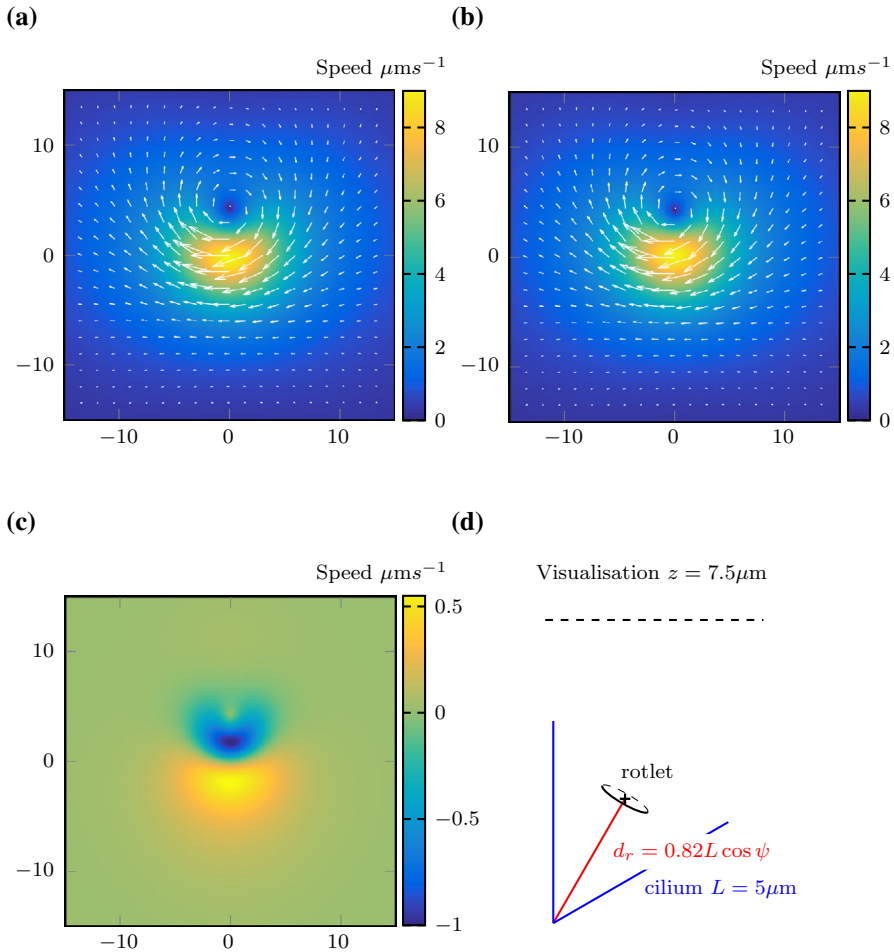 (a)
Speed μms⁻¹
10
0
−10
−10 0 10
8
6
4
2
0
(b)
Speed μms⁻¹
10
0
−10
−10 0 10
8
6
4
2
0
(c)
Speed μms⁻¹
10
0
−10
−10 0 10
0.5
0
−0.5
−1
(d)
Visualisation z = 7.5μm
rotlet
d_r = 0.82L cos ψ
cilium L = 5μm